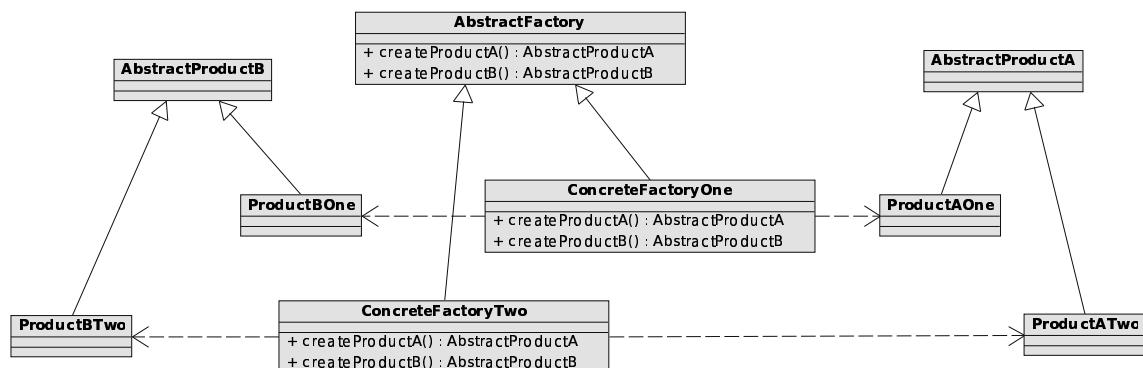 AbstractFactory
+ createProductA() : AbstractProductA
+ createProductB() : AbstractProductB
AbstractProductB
AbstractProductA
ConcreteFactoryOne
+ createProductA() : AbstractProductA
+ createProductB() : AbstractProductB
ProductBOne
ProductAOne
ConcreteFactoryTwo
+ createProductA() : AbstractProductA
+ createProductB() : AbstractProductB
ProductBTwo
ProductATwo